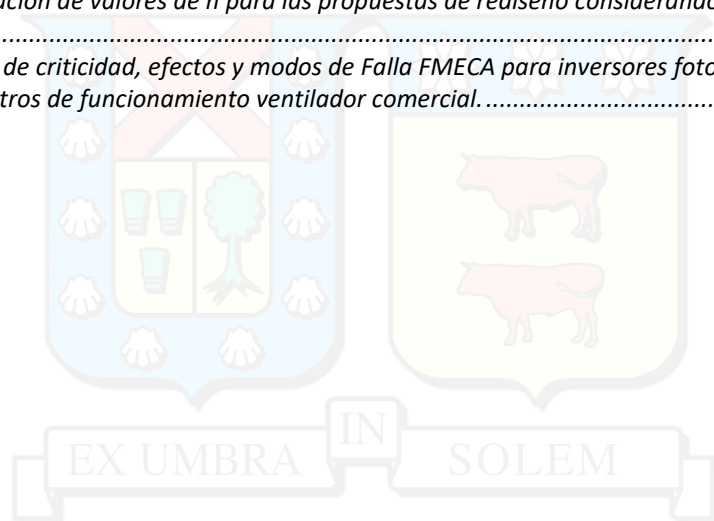 ación de valores de n para las propuestas de rediseño considerando
....................................................................................................
de criticidad, efectos y modos de Falla FMECA para inversores foto
tros de funcionamiento ventilador comercial. ..................................
EX UMBRA IN SOLEM